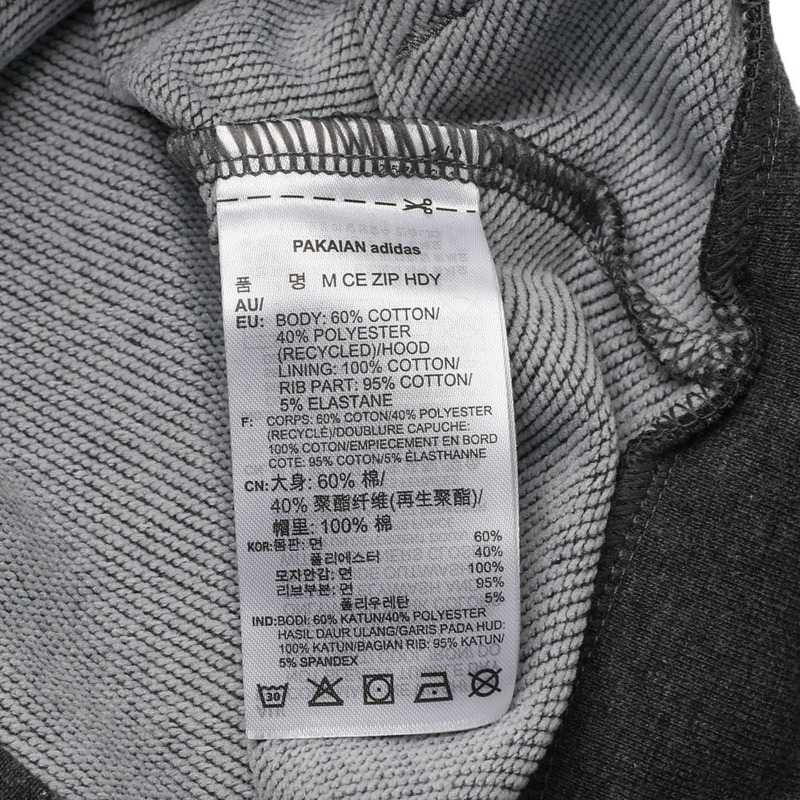 PAKAIAN adidas
품 명 M CE ZIP HDY
AU/
EU: BODY: 60% COTTON/
40% POLYESTER
(RECYCLED)/HOOD
LINING: 100% COTTON/
RIB PART: 95% COTTON/
5% ELASTANE
F: CORPS: 60% COTON/40% POLYESTER
(RECYCLÉ)/DOUBLURE CAPUCHE:
100% COTON/EMPIECEMENT EN BORD
COTE: 95% COTON/5% ÉLASTHANNE
CN: 大身: 60% 棉/
40% 聚酯纤维(再生聚酯)/
帽里: 100% 棉
KOR: 몸판: 면 60%
폴리에스터 40%
모자안감: 면 100%
리브부분: 면 95%
폴리우레탄 5%
IND: BODI: 60% KATUN/40% POLYESTER
HASIL DAUR ULANG/GARIS PADA HUD:
100% KATUN/BAGIAN RIB: 95% KATUN/
5% SPANDEX
30